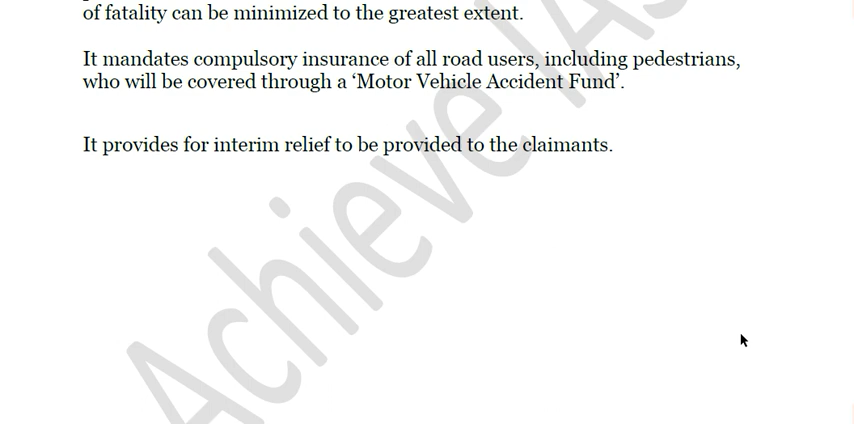 of fatality can be minimized to the greatest extent.
It mandates compulsory insurance of all road users, including pedestrians,
who will be covered through a ‘Motor Vehicle Accident Fund’.
It provides for interim relief to be provided to the claimants.
Achieve IAS